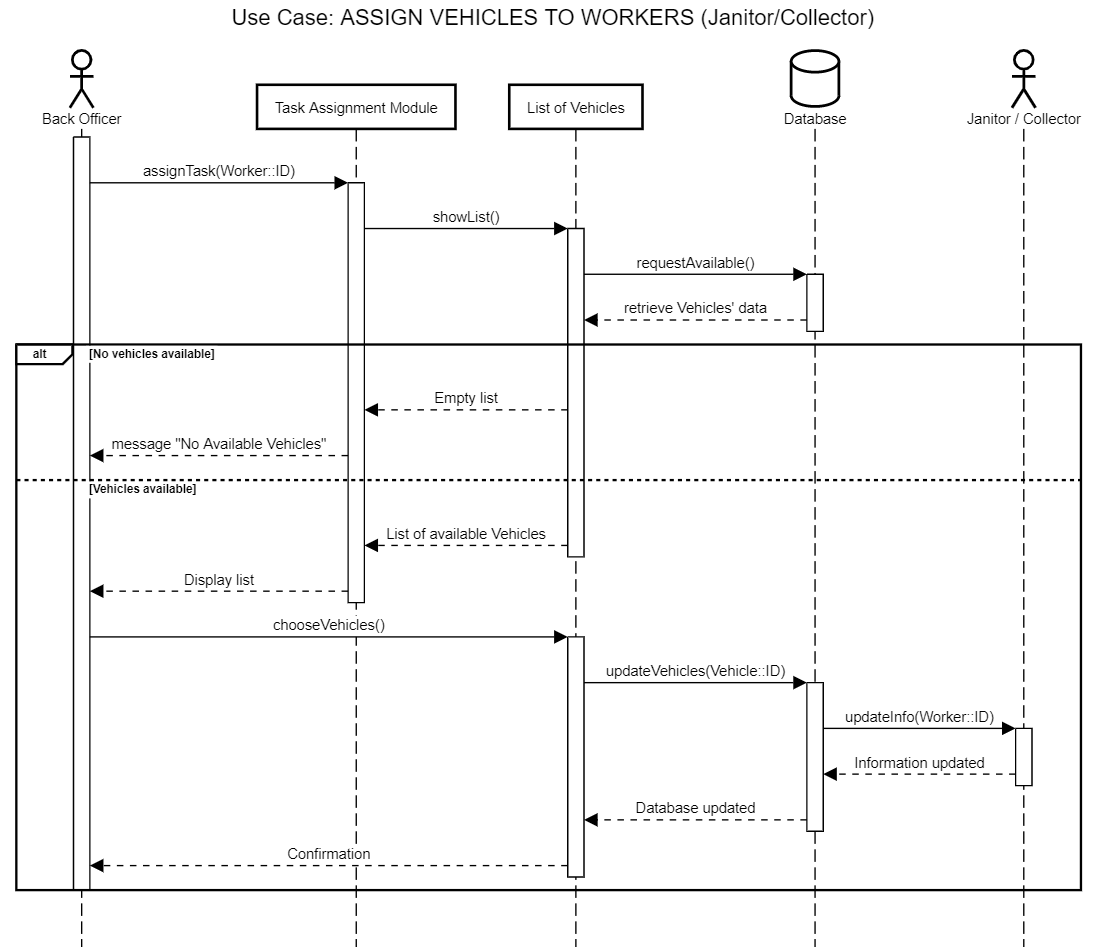 Use Case: ASSIGN VEHICLES TO WORKERS (Janitor/Collector)
Back Officer
Task Assignment Module
List of Vehicles
Database
Janitor / Collector
assignTask(Worker::ID)
showList()
requestAvailable()
retrieve Vehicles' data
alt
[No vehicles available]
Empty list
message "No Available Vehicles"
[Vehicles available]
List of available Vehicles
Display list
chooseVehicles()
updateVehicles(Vehicle::ID)
updateInfo(Worker::ID)
Information updated
Database updated
Confirmation